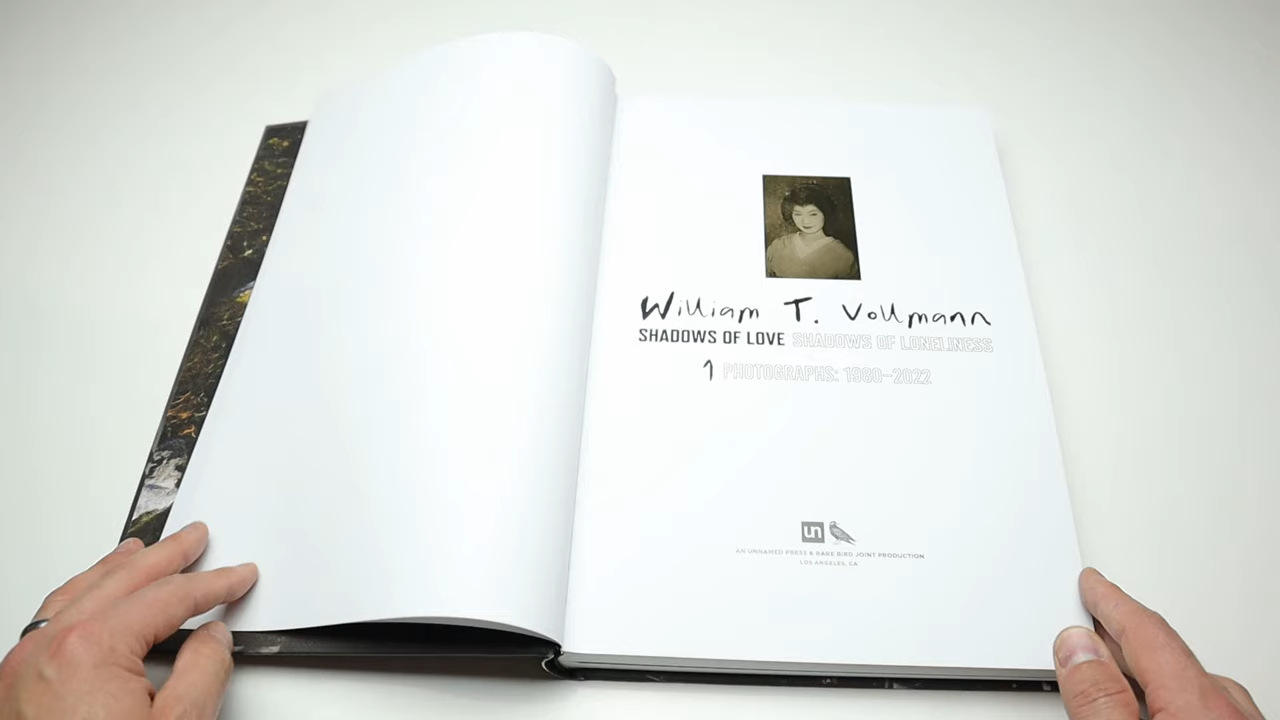 William T. Vollmann
SHADOWS OF LOVE SHADOWS OF LONELINESS
1 PHOTOGRAPHS: 1980–2022
un
AN UNNAMED PRESS & RARE BIRD JOINT PRODUCTION
LOS ANGELES, CA